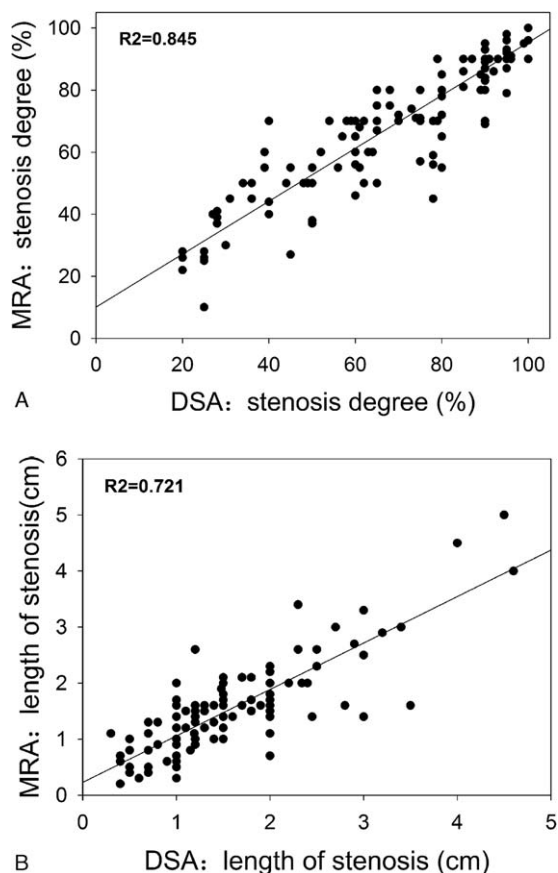 R2=0.845
MRA：stenosis degree (%)
100
80
60
40
20
0
0 20 40 60 80 100
A
DSA：stenosis degree (%)
R2=0.721
MRA：length of stenosis(cm)
6
5
4
3
2
1
0
0 1 2 3 4 5
B
DSA：length of stenosis (cm)